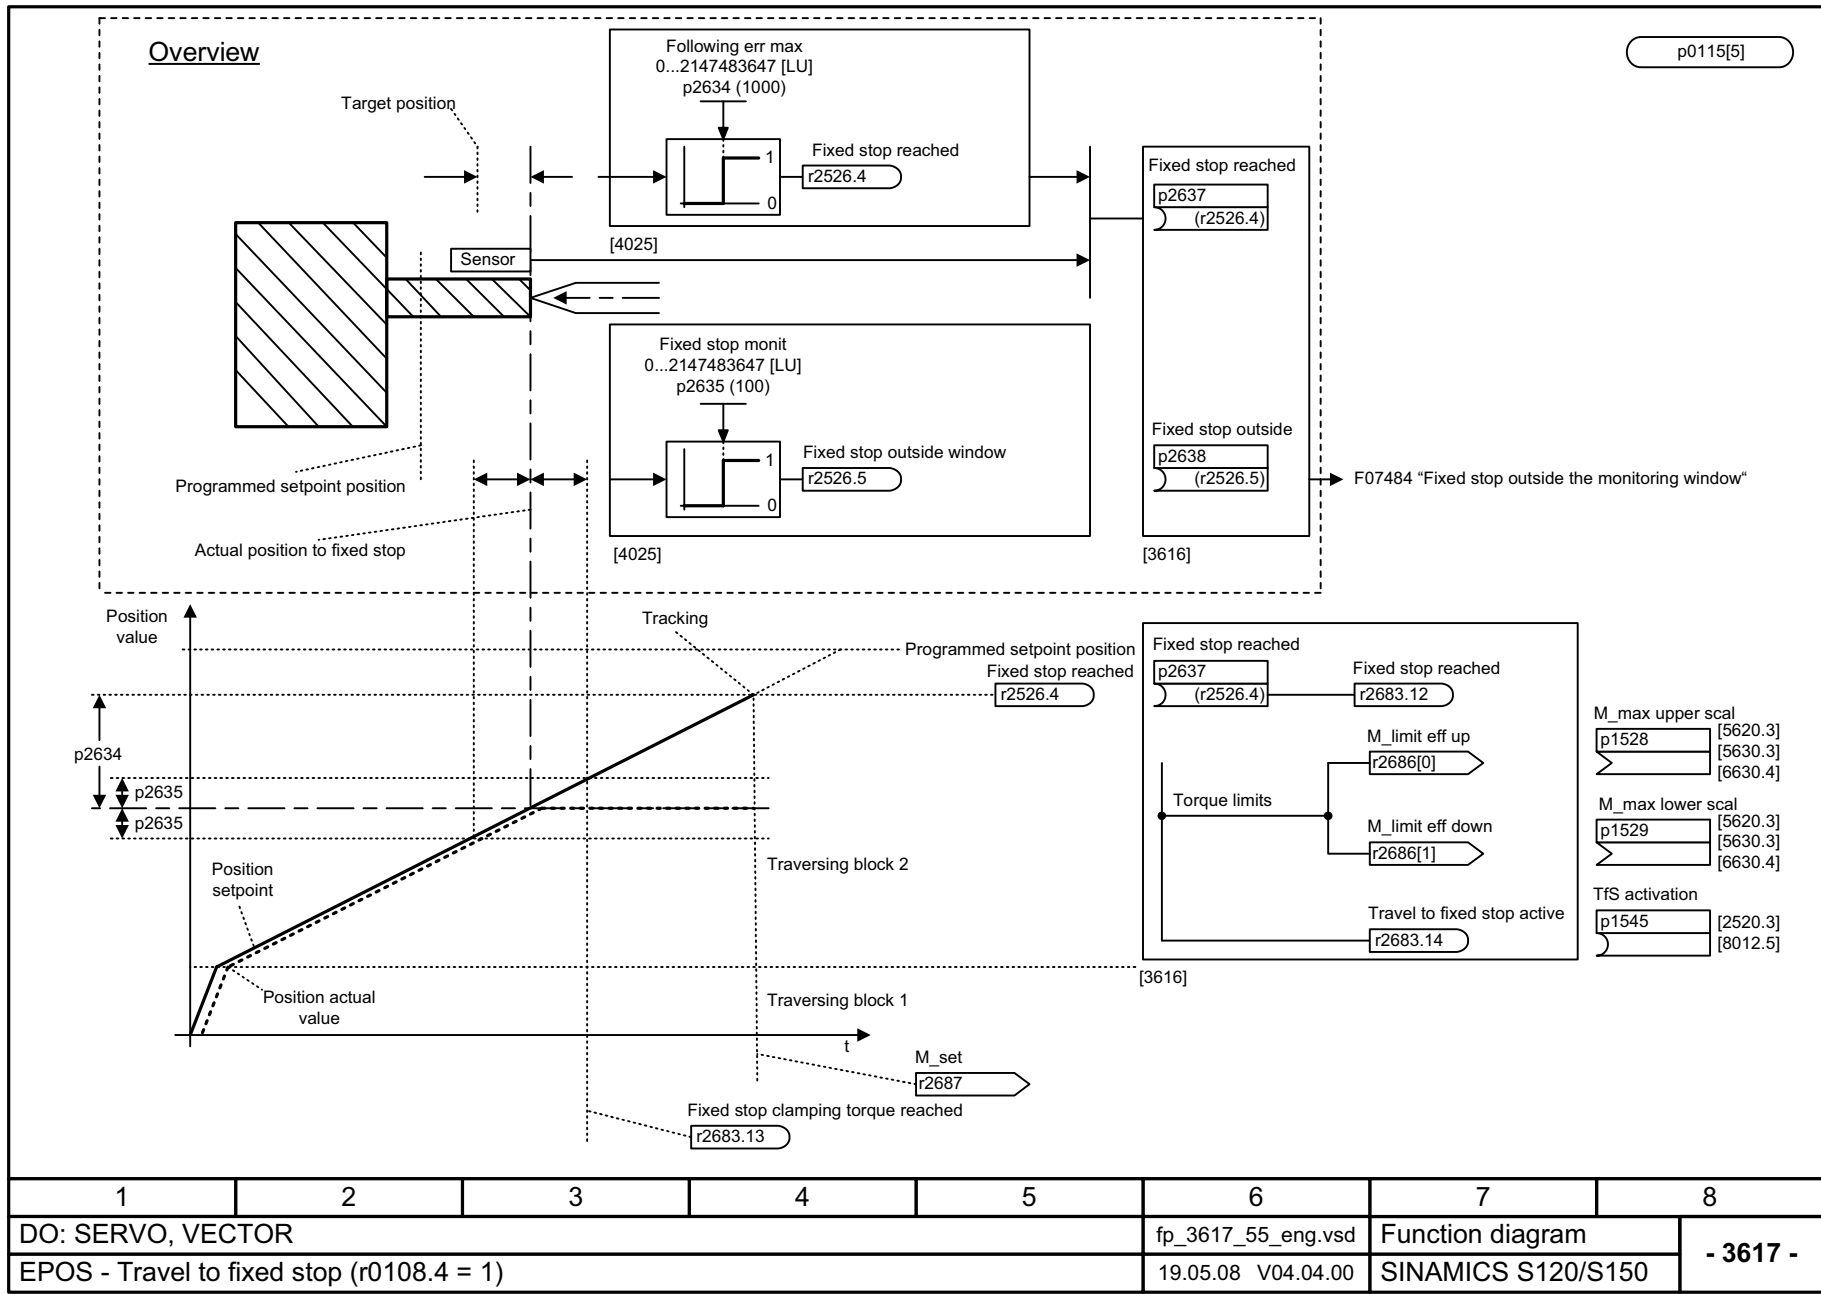 Overview
p0115[5]
Following err max
0...2147483647 [LU]
p2634 (1000)
Target position
1
0
Fixed stop reached
r2526.4
[4025]
Fixed stop reached
p2637
(r2526.4)
Sensor
Fixed stop monit
0...2147483647 [LU]
p2635 (100)
1
0
Fixed stop outside window
r2526.5
[4025]
Fixed stop outside
p2638
(r2526.5)
[3616]
F07484 “Fixed stop outside the monitoring window“
Programmed setpoint position
Actual position to fixed stop
Position
value
Tracking
Programmed setpoint position
Fixed stop reached
r2526.4
p2634
p2635
p2635
Position
setpoint
Position actual
value
Traversing block 2
Traversing block 1
t
M_set
r2687
Fixed stop clamping torque reached
r2683.13
Fixed stop reached
p2637
(r2526.4)
Fixed stop reached
r2683.12
M_limit eff up
r2686[0]
Torque limits
M_limit eff down
r2686[1]
Travel to fixed stop active
r2683.14
[3616]
M_max upper scal
p1528
[5620.3]
[5630.3]
[6630.4]
M_max lower scal
p1529
[5620.3]
[5630.3]
[6630.4]
TfS activation
p1545
[2520.3]
[8012.5]
1 2 3 4 5 6 7 8
DO: SERVO, VECTOR
fp_3617_55_eng.vsd
Function diagram
- 3617 -
EPOS - Travel to fixed stop (r0108.4 = 1)
19.05.08 V04.04.00
SINAMICS S120/S150